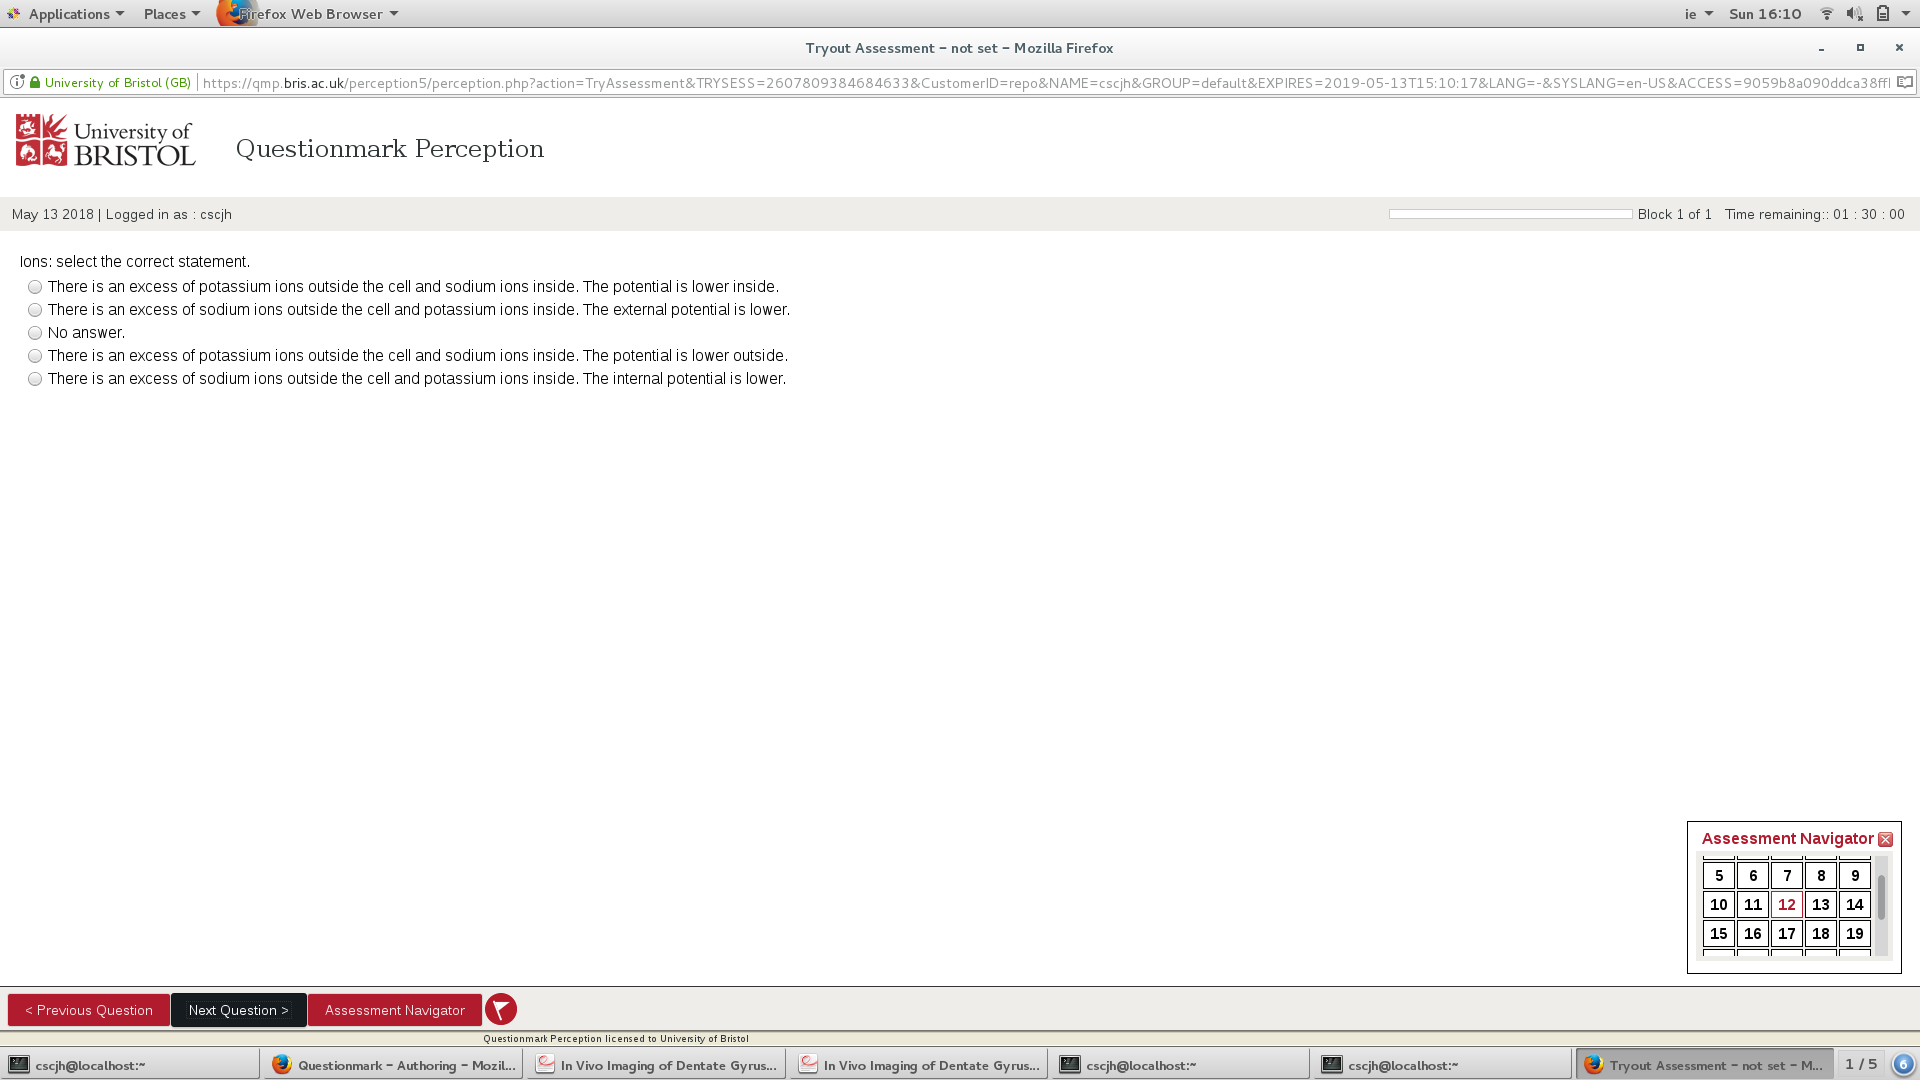 Applications Places Firefox Web Browser ie Sun 16:10
Tryout Assessment - not set - Mozilla Firefox
University of Bristol (GB) https://qmp.bris.ac.uk/perception5/perception.php?action=TryAssessment&TRYSESS=2607809384684633&CustomerID=repo&NAME=cscjh&GROUP=default&EXPIRES=2019-05-13T15:10:17&LANG=-&SYSLANG=en-US&ACCESS=9059b8a090ddca38ffl
University of
BRISTOL
Questionmark Perception
May 13 2018 | Logged in as : cscjh Block 1 of 1 Time remaining:: 01 : 30 : 00
Ions: select the correct statement.
There is an excess of potassium ions outside the cell and sodium ions inside. The potential is lower inside.
There is an excess of sodium ions outside the cell and potassium ions inside. The external potential is lower.
No answer.
There is an excess of potassium ions outside the cell and sodium ions inside. The potential is lower outside.
There is an excess of sodium ions outside the cell and potassium ions inside. The internal potential is lower.
Assessment Navigator
5 6 7 8 9
10 11 12 13 14
15 16 17 18 19
< Previous Question Next Question > Assessment Navigator
Questionmark Perception licensed to University of Bristol
cscjh@localhost:~ Questionmark - Authoring - Mozil... In Vivo Imaging of Dentate Gyrus... In Vivo Imaging of Dentate Gyrus... cscjh@localhost:~ cscjh@localhost:~ Tryout Assessment - not set - M... 1 / 5 6